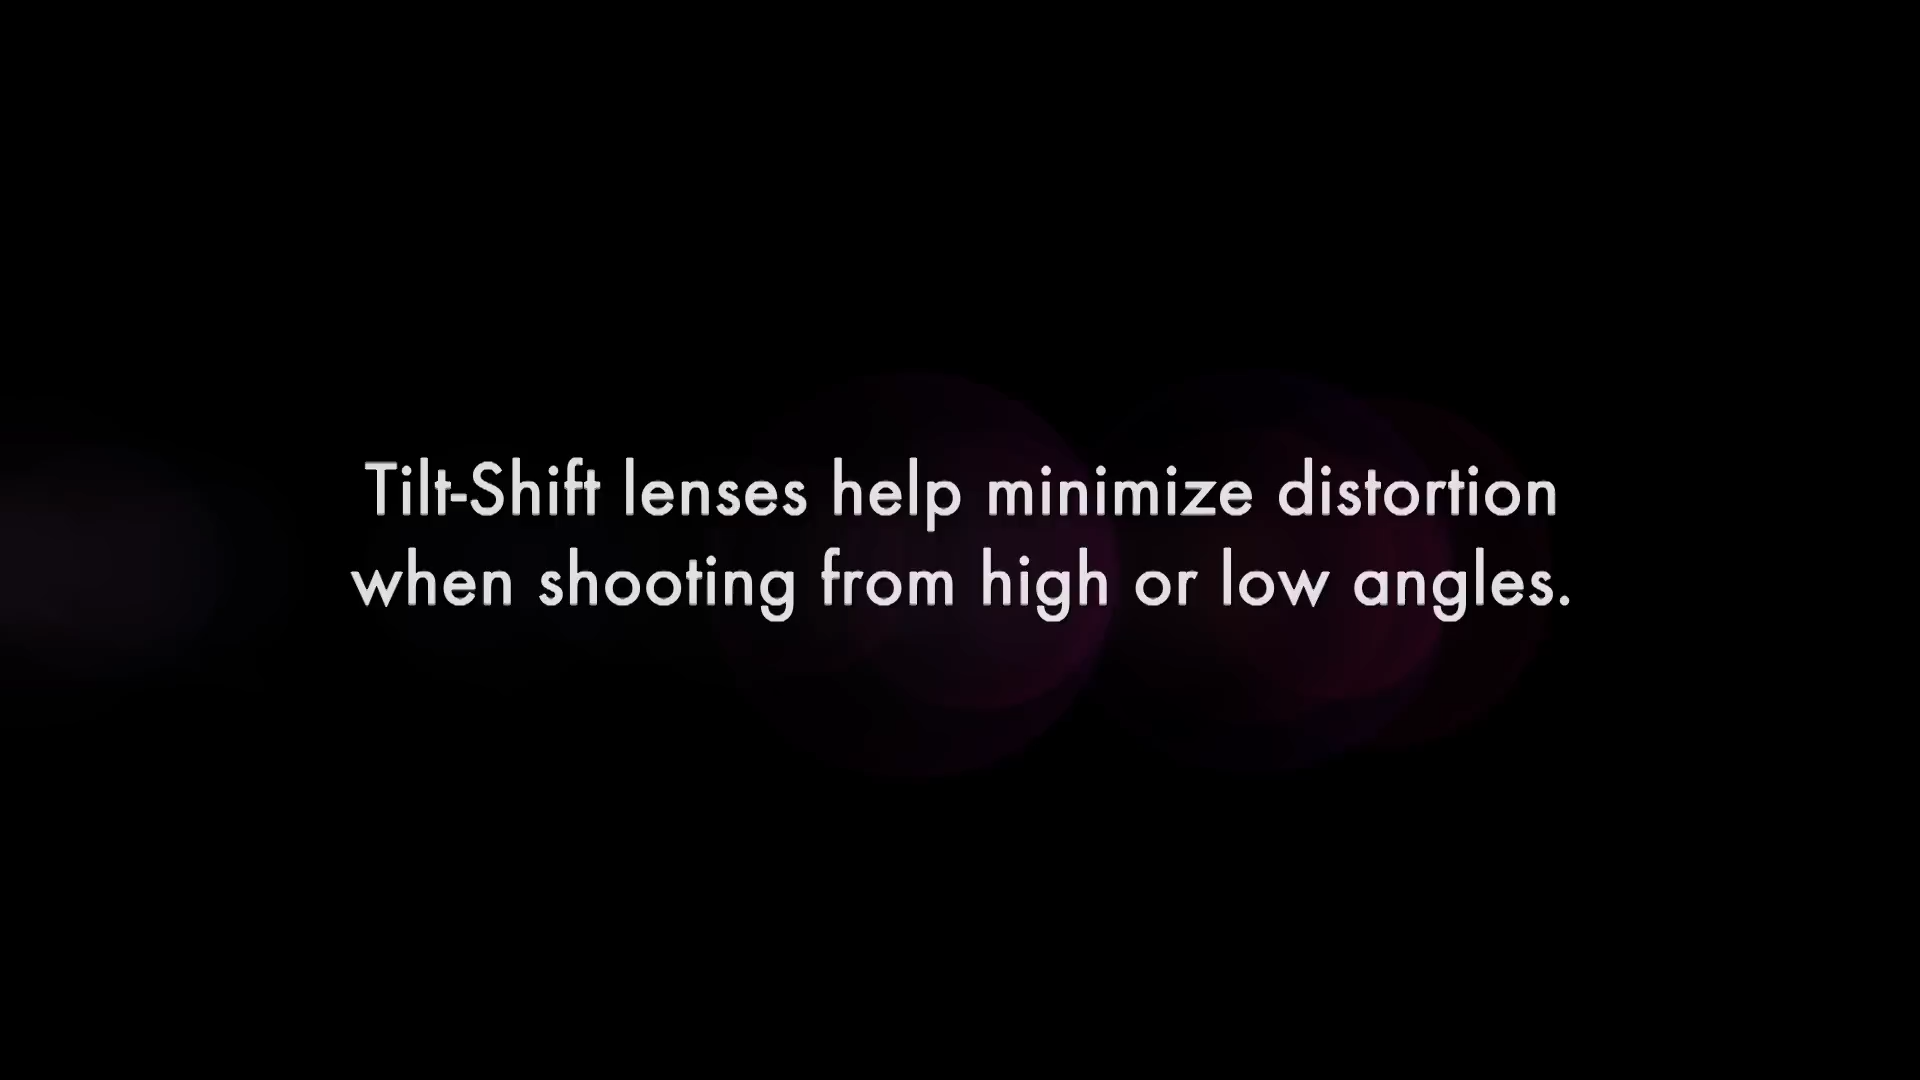 Tilt-Shift lenses help minimize distortion
when shooting from high or low angles.